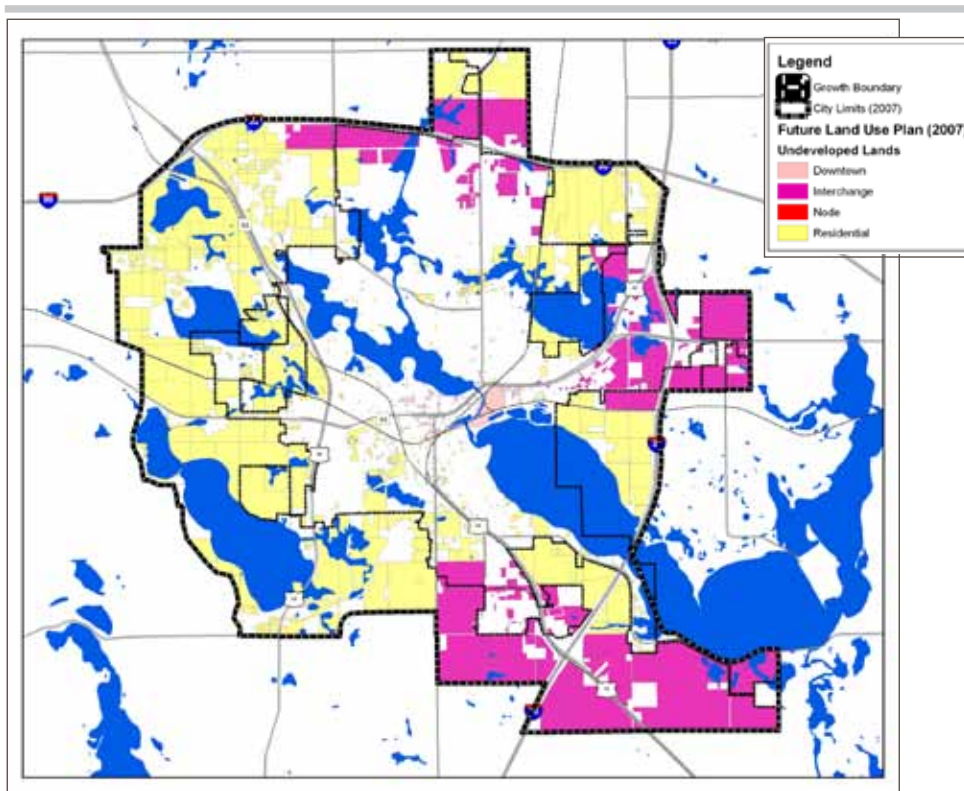 Legend
Growth Boundary
City Limits (2007)
Future Land Use Plan (2007)
Undeveloped Lands
Downtown
Interchange
Node
Residential